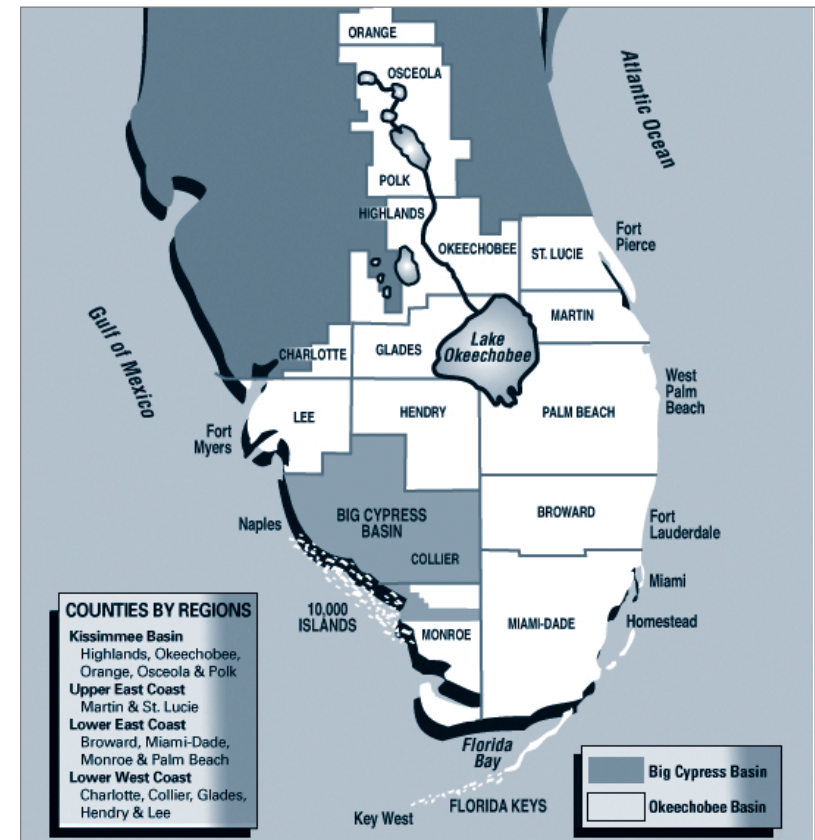 ORANGE
OSCEOLA
Atlantic Ocean
POLK
HIGHLANDS
OKEECHOBEE
ST. LUCIE
Fort
Pierce
MARTIN
Gulf of Mexico
CHARLOTTE
GLADES
Lake
Okeechobee
West
Palm
Beach
LEE
HENDRY
PALM BEACH
Fort
Myers
Naples
BIG CYPRESS
BASIN
COLLIER
BROWARD
Fort
Lauderdale
Miami
10,000
ISLANDS
MONROE
MIAMI-DADE
Homestead
COUNTIES BY REGIONS
Kissimmee Basin
Highlands, Okeechobee,
Orange, Osceola & Polk
Upper East Coast
Martin & St. Lucie
Lower East Coast
Broward, Miami-Dade,
Monroe & Palm Beach
Lower West Coast
Charlotte, Collier, Glades,
Hendry & Lee
Florida
Bay
Key West
FLORIDA KEYS
Big Cypress Basin
Okeechobee Basin